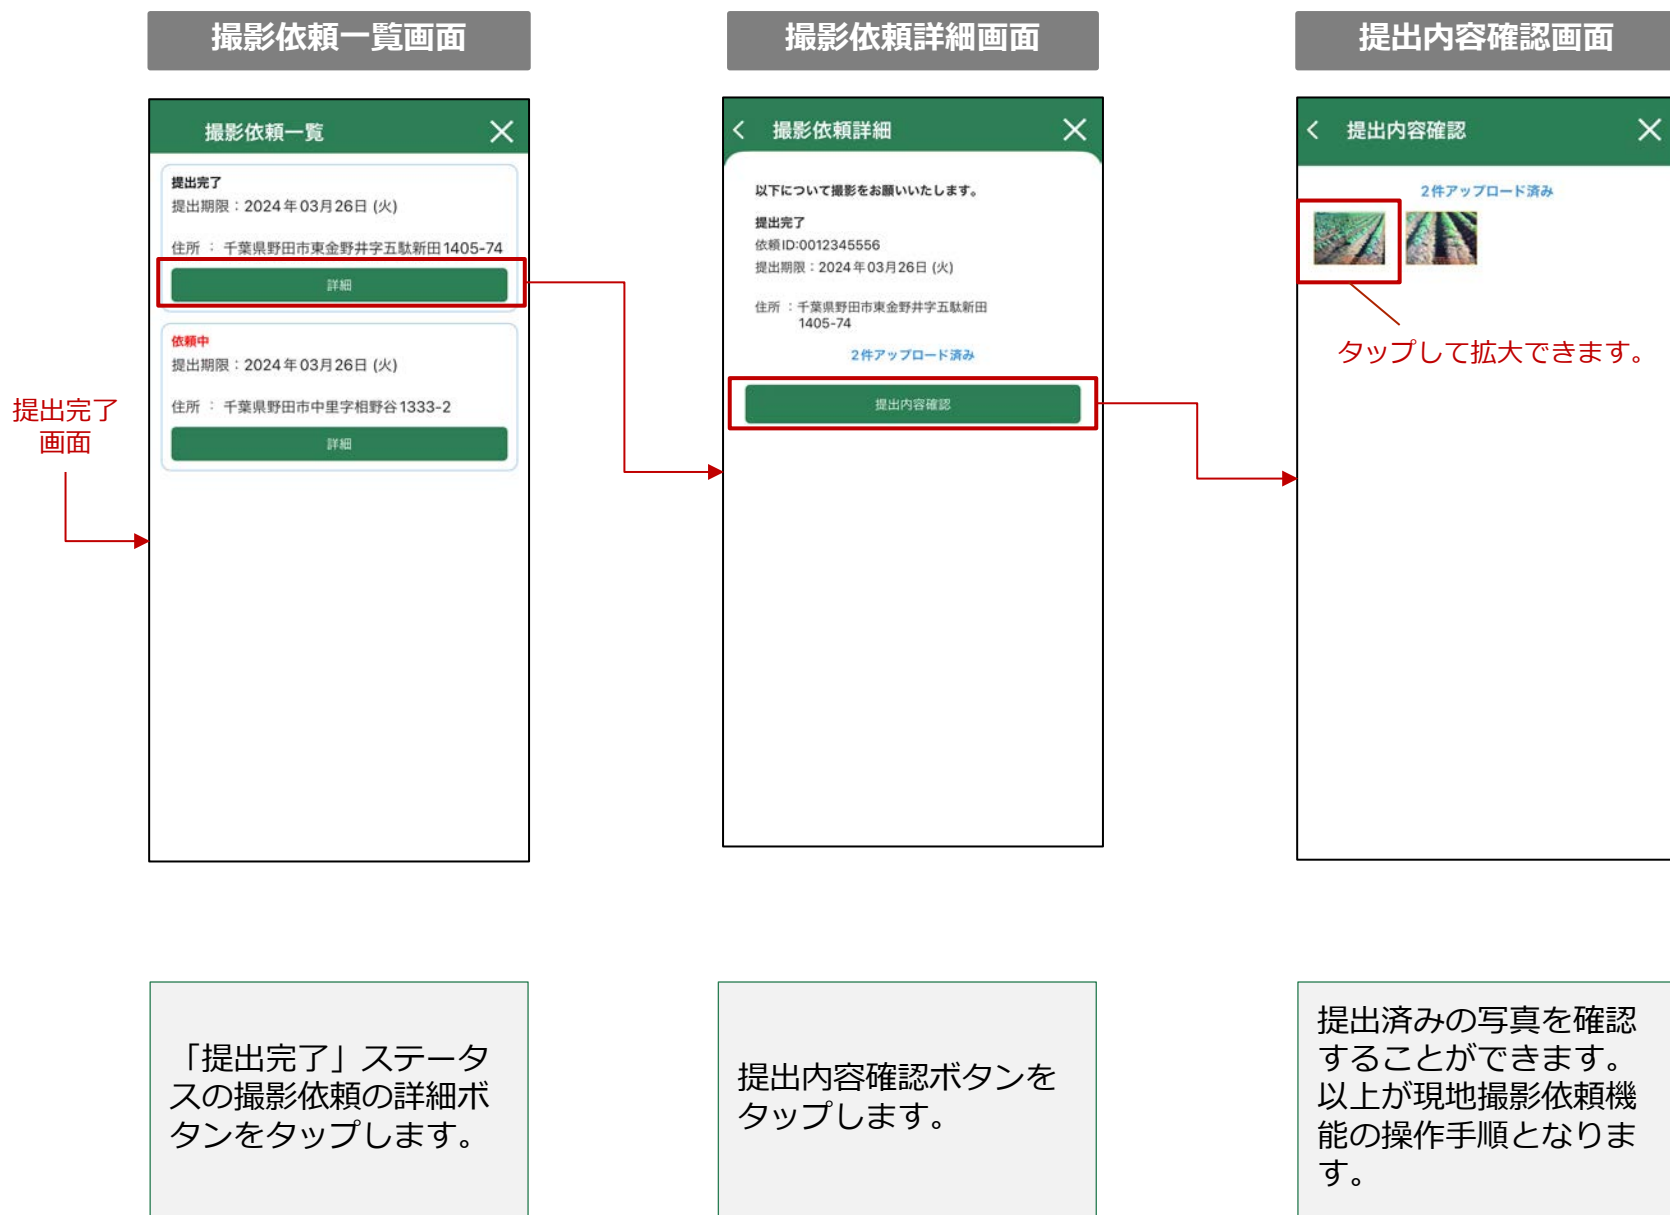 撮影依頼一覧画面
撮影依頼一覧
提出完了
提出期限：2024年03月26日 (火)
住所 ： 千葉県野田市東金野井字五駄新田1405-74
詳細
依頼中
提出期限：2024年03月26日 (火)
住所 ： 千葉県野田市中里字相野谷1333-2
詳細
提出完了
画面
「提出完了」ステータ
スの撮影依頼の詳細ボ
タンをタップします。
撮影依頼詳細画面
撮影依頼詳細
以下について撮影をお願いいたします。
提出完了
依頼ID:0012345556
提出期限：2024年03月26日 (火)
住所 ：千葉県野田市東金野井字五駄新田
1405-74
2件アップロード済み
提出内容確認
提出内容確認ボタンを
タップします。
提出内容確認画面
提出内容確認
2件アップロード済み
タップして拡大できます。
提出済みの写真を確認
することができます。
以上が現地撮影依頼機
能の操作手順となりま
す。